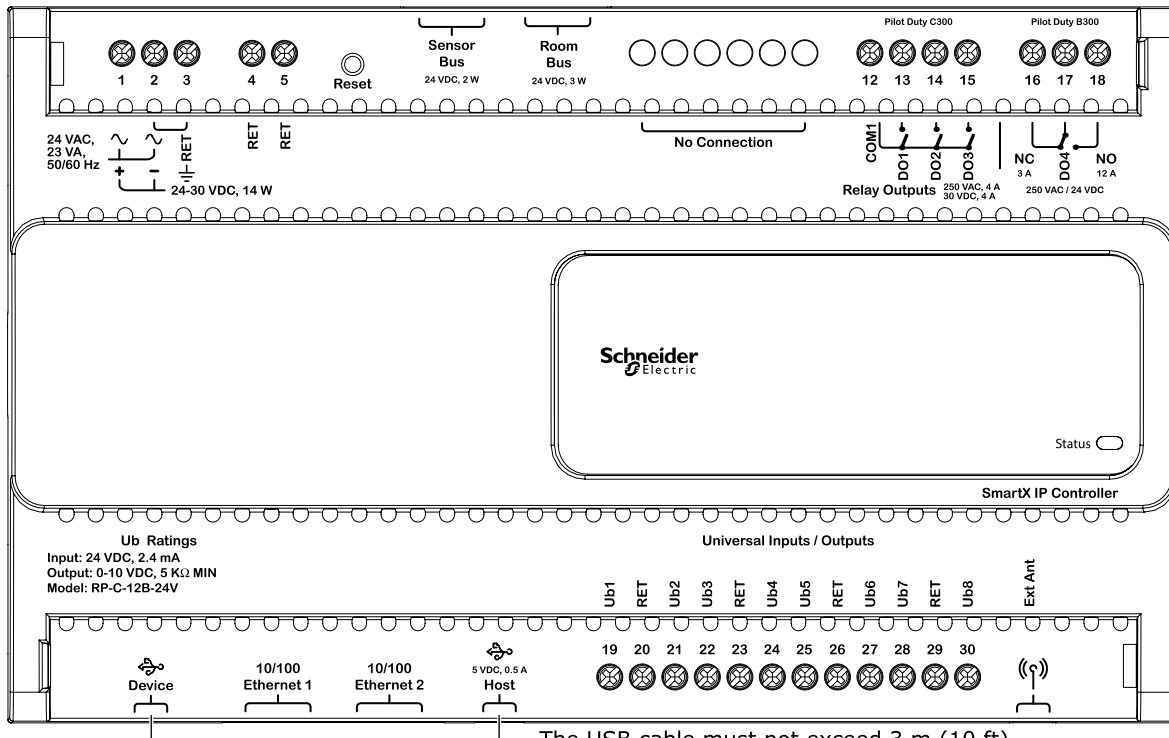 Pilot Duty C300 Pilot Duty B300
Sensor Bus
24 VDC, 2 W
Room Bus
24 VDC, 3 W
1 2 3 4 5 Reset 12 13 14 15 16 17 18
24 VAC,
23 VA,
50/60 Hz
+ -
RET
24-30 VDC, 14 W
RET RET
No Connection
COM1 DO1 DO2 DO3
Relay Outputs 250 VAC, 4 A
30 VDC, 4 A
NC
3 A
DO4
NO
12 A
250 VAC / 24 VDC
Schneider
Electric
Status
SmartX IP Controller
Ub Ratings
Input: 24 VDC, 2.4 mA
Output: 0-10 VDC, 5 KΩ MIN
Model: RP-C-12B-24V
Universal Inputs / Outputs
Ub1 RET Ub2 Ub3 RET Ub4 Ub5 RET Ub6 Ub7 RET Ub8 Ext Ant
19 20 21 22 23 24 25 26 27 28 29 30
Device
10/100
Ethernet 1
10/100
Ethernet 2
5 VDC, 0.5 A
Host
The USB cable must not exceed 3 m (10 ft)